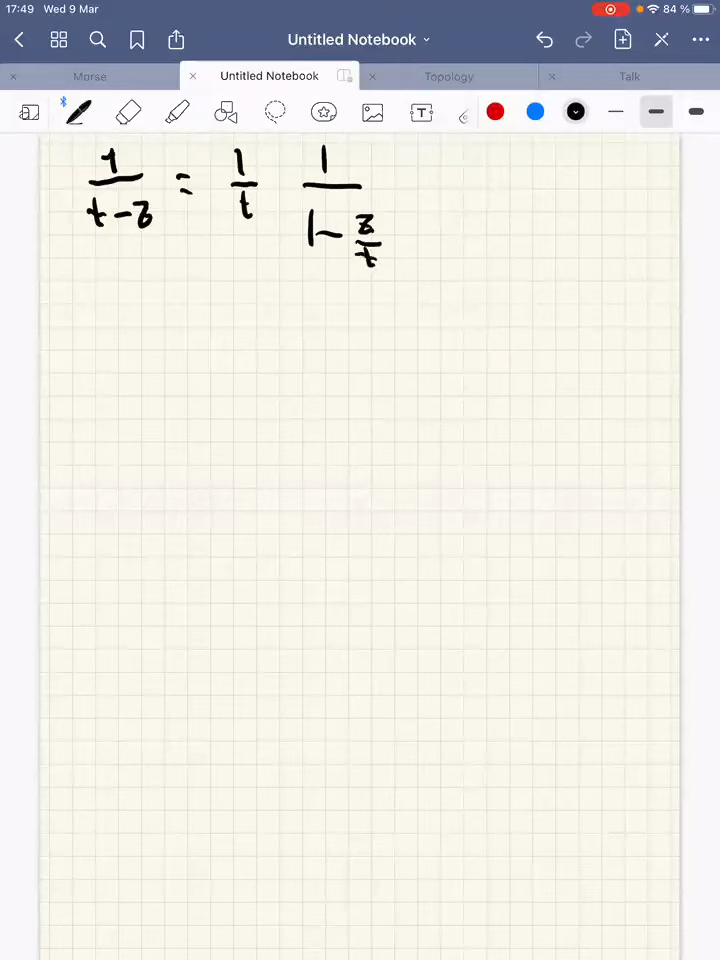 17:49 Wed 9 Mar 84 %
Untitled Notebook
Morse Untitled Notebook Topology Talk
T
1/(t-z) = 1/t 1/(1-z/t)